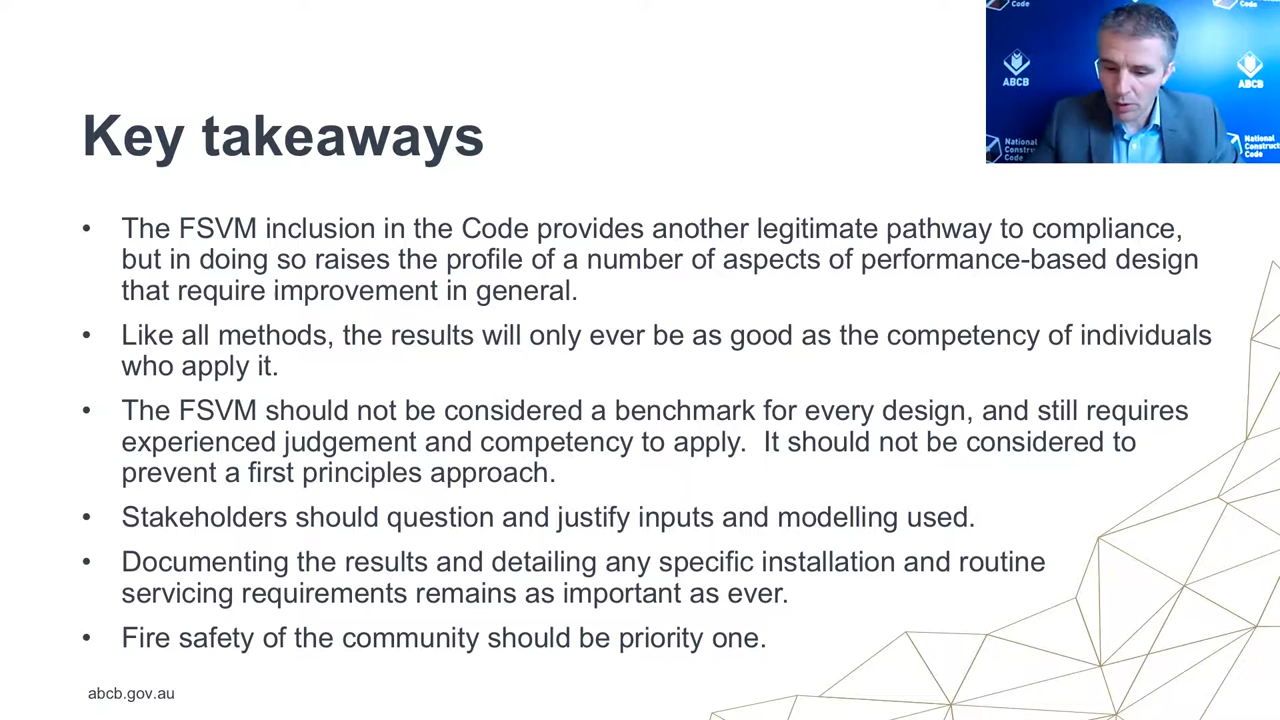 Code
ABCB
ABCB
National
Constre
Code
National
Construct
Code
Key takeaways
• The FSVM inclusion in the Code provides another legitimate pathway to compliance,
but in doing so raises the profile of a number of aspects of performance-based design
that require improvement in general.
• Like all methods, the results will only ever be as good as the competency of individuals
who apply it.
• The FSVM should not be considered a benchmark for every design, and still requires
experienced judgement and competency to apply. It should not be considered to
prevent a first principles approach.
• Stakeholders should question and justify inputs and modelling used.
• Documenting the results and detailing any specific installation and routine
servicing requirements remains as important as ever.
• Fire safety of the community should be priority one.
abcb.gov.au